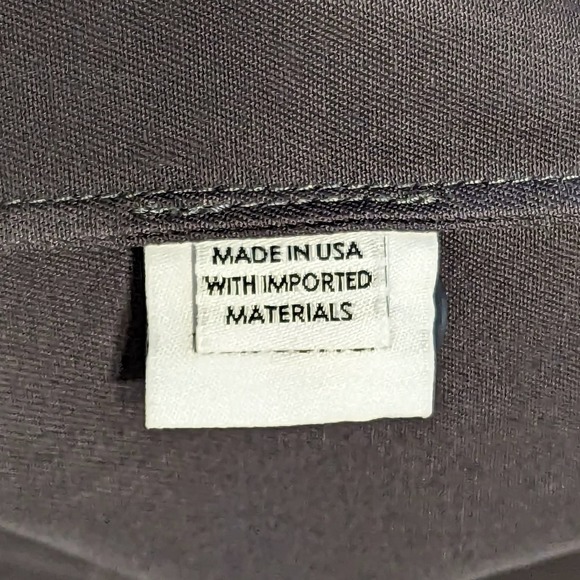 MADE IN USA
WITH IMPORTED
MATERIALS